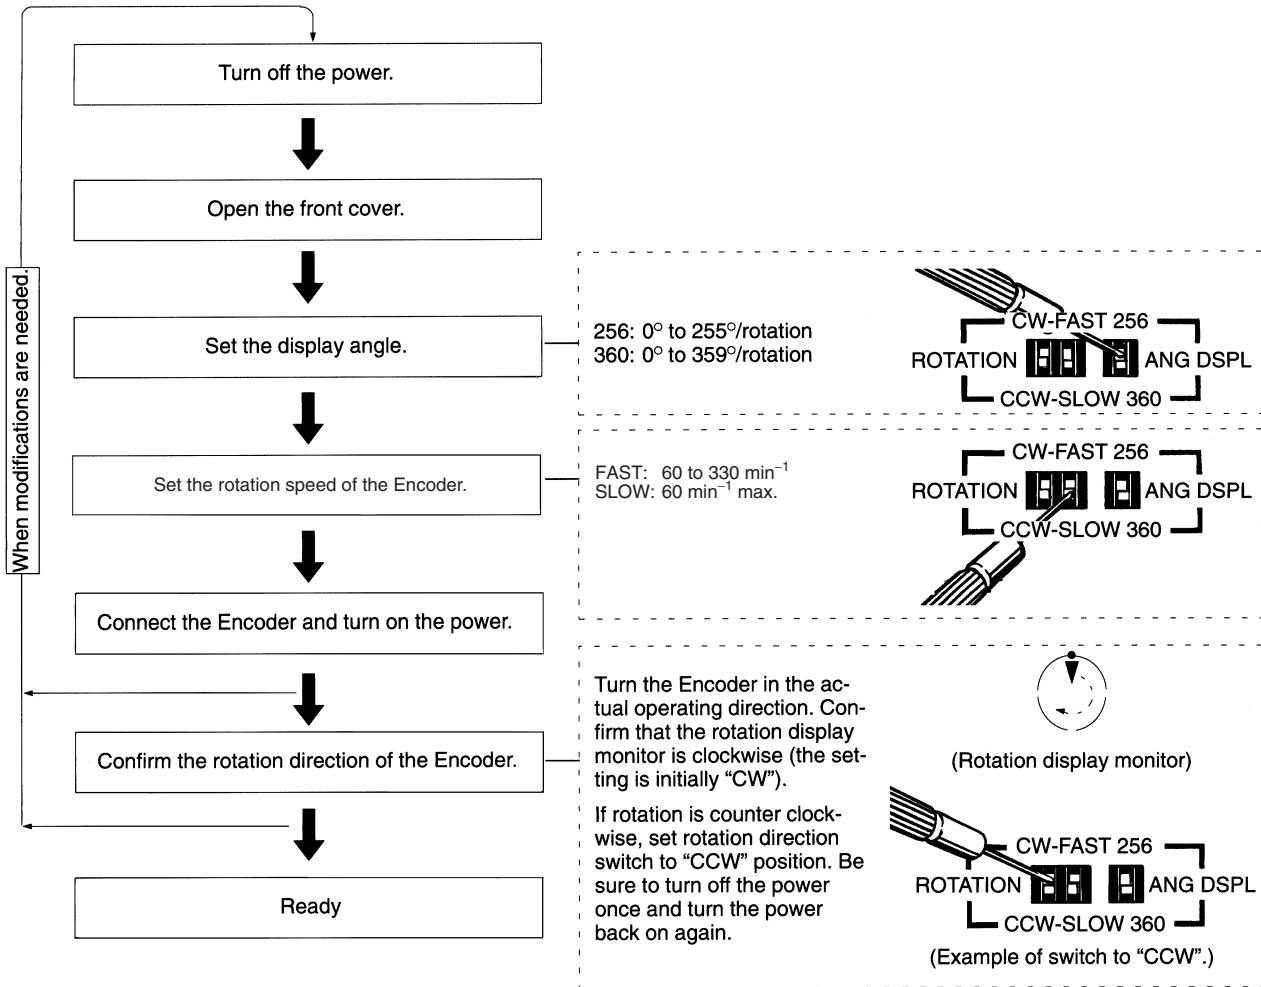 Turn off the power.
Open the front cover.
When modifications are needed.
Set the display angle.
256: 0° to 255°/rotation
360: 0° to 359°/rotation
CW-FAST 256
ROTATION
ANG DSPL
CCW-SLOW 360
Set the rotation speed of the Encoder.
FAST: 60 to 330 min⁻¹
SLOW: 60 min⁻¹ max.
CW-FAST 256
ROTATION
ANG DSPL
CCW-SLOW 360
Connect the Encoder and turn on the power.
Confirm the rotation direction of the Encoder.
Turn the Encoder in the ac-
tual operating direction. Con-
firm that the rotation display
monitor is clockwise (the set-
ting is initially “CW”).
If rotation is counter clock-
wise, set rotation direction
switch to “CCW” position. Be
sure to turn off the power
once and turn the power
back on again.
(Rotation display monitor)
CW-FAST 256
ROTATION
ANG DSPL
CCW-SLOW 360
(Example of switch to “CCW”.)
Ready